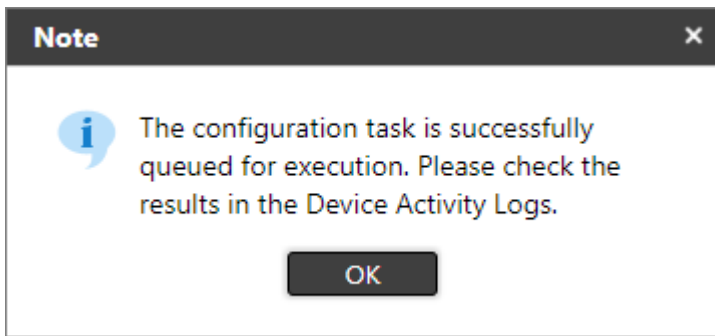 Note
The configuration task is successfully
queued for execution. Please check the
results in the Device Activity Logs.
OK